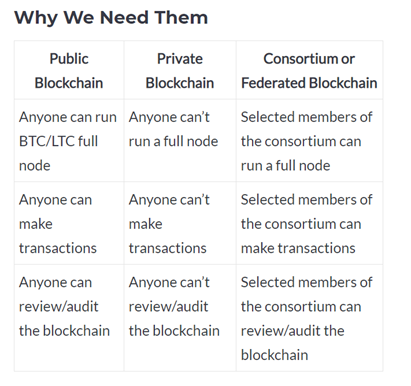 Why We Need Them
Public
Blockchain
Private
Blockchain
Consortium or
Federated Blockchain
Anyone can run
BTC/LTC full
node
Anyone can’t
run a full node
Selected members of
the consortium can
run a full node
Anyone can
make
transactions
Anyone can’t
make
transactions
Selected members of
the consortium can
make transactions
Anyone can
review/audit
the blockchain
Anyone can’t
review/audit
the blockchain
Selected members of
the consortium can
review/audit the
blockchain